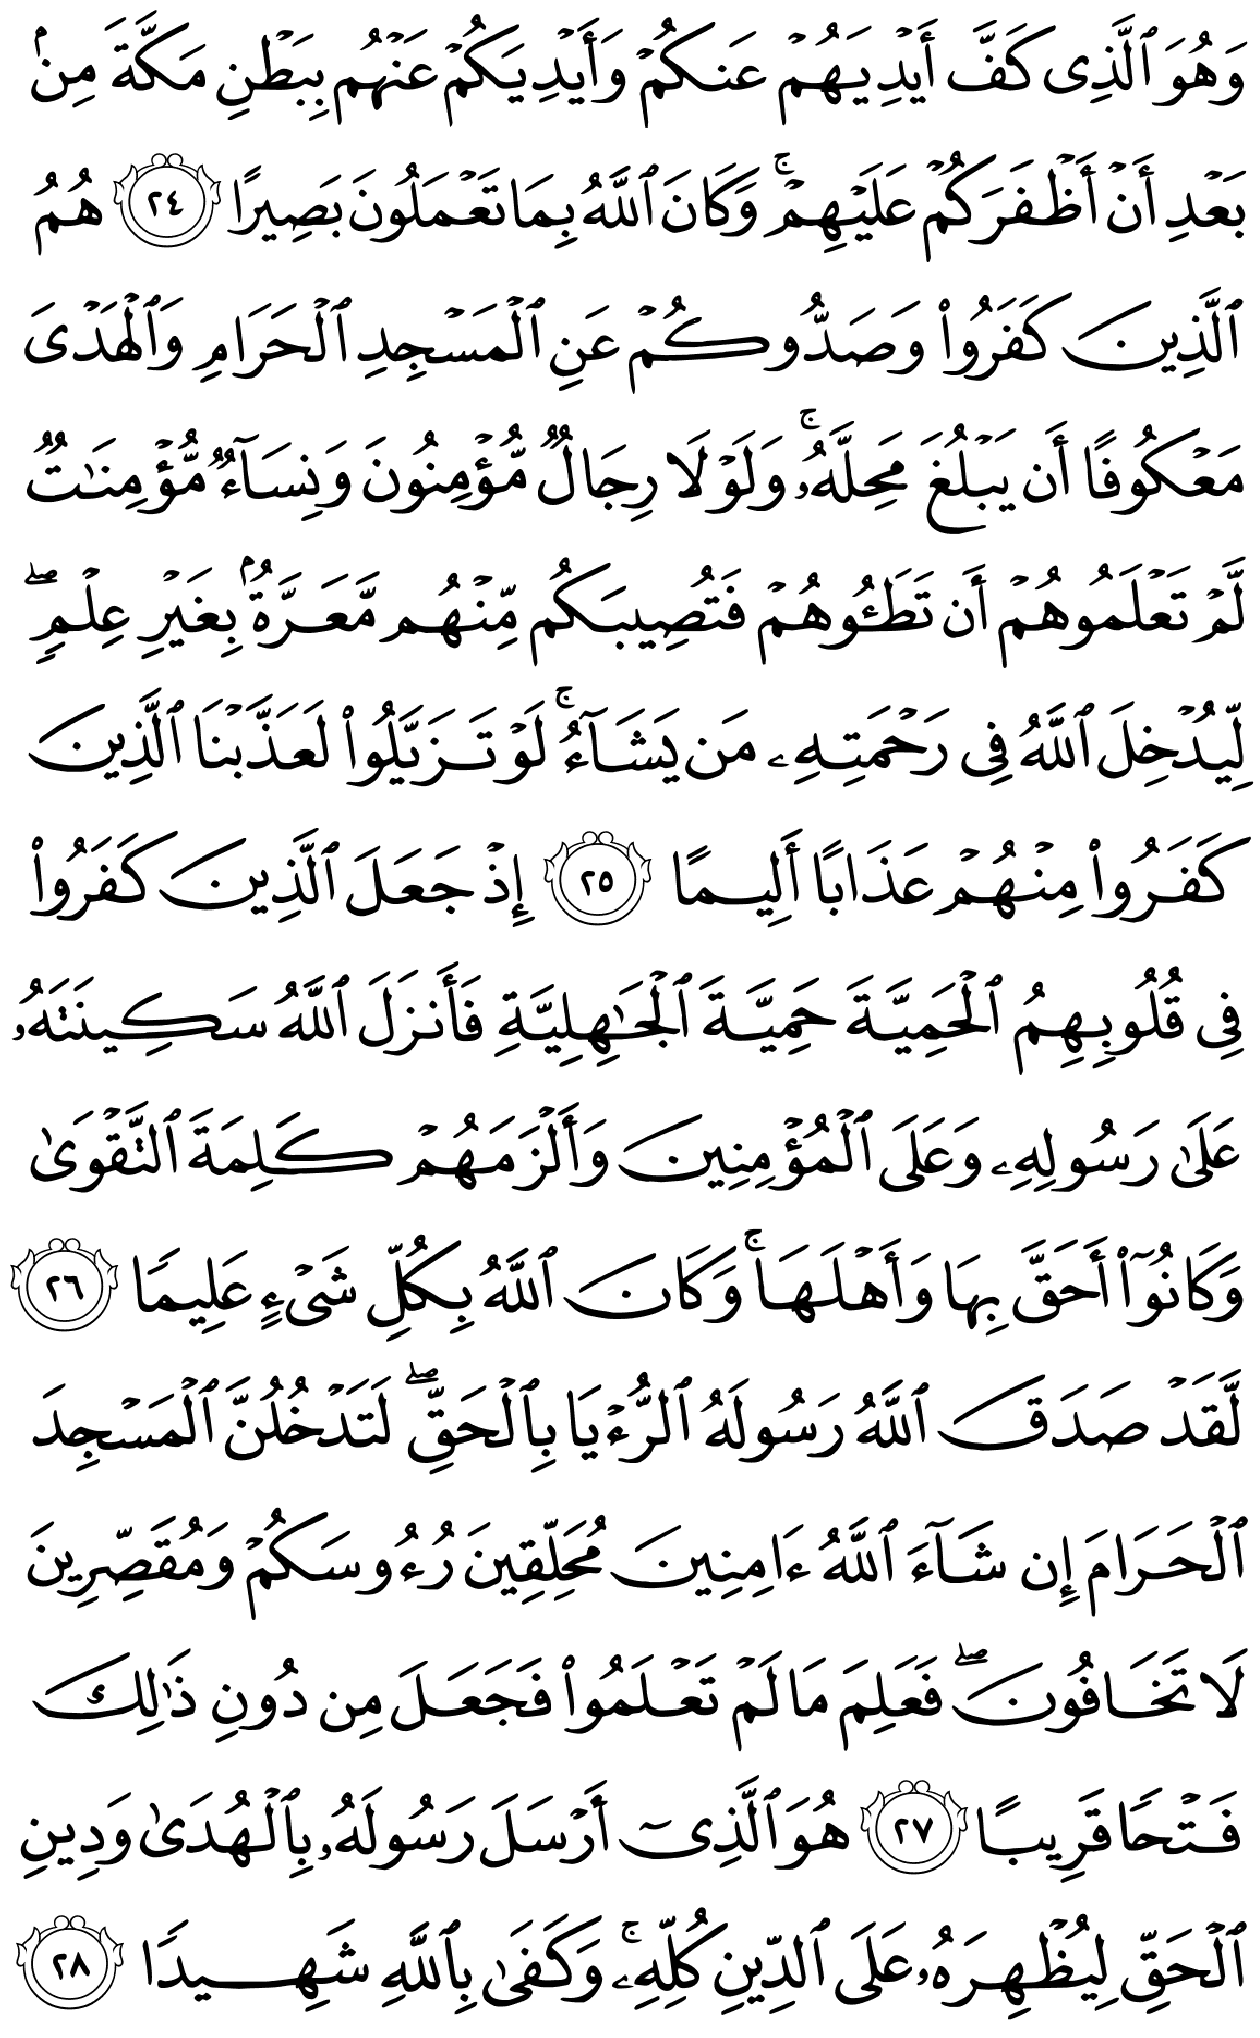 وَهُوَ ٱلَّذِى كَفَّ أَيْدِيَهُمْ عَنكُمْ وَأَيْدِيَكُمْ عَنْهُم بِبَطْنِ مَكَّةَ مِنۢ
بَعْدِ أَنْ أَظْفَرَكُمْ عَلَيْهِمْ ۚ وَكَانَ ٱللَّهُ بِمَا تَعْمَلُونَ بَصِيرًا ٢٤ هُمُ
ٱلَّذِينَ كَفَرُوا۟ وَصَدُّوكُمْ عَنِ ٱلْمَسْجِدِ ٱلْحَرَامِ وَٱلْهَدْىَ
مَعْكُوفًا أَن يَبْلُغَ مَحِلَّهُۥ ۚ وَلَوْلَا رِجَالٌ مُّؤْمِنُونَ وَنِسَآءٌ مُّؤْمِنَـٰتٌ
لَّمْ تَعْلَمُوهُمْ أَن تَطَـُٔوهُمْ فَتُصِيبَكُم مِّنْهُم مَّعَرَّةٌۢ بِغَيْرِ عِلْمٍ ۖ
لِّيُدْخِلَ ٱللَّهُ فِى رَحْمَتِهِۦ مَن يَشَآءُ ۚ لَوْ تَزَيَّلُوا۟ لَعَذَّبْنَا ٱلَّذِينَ
كَفَرُوا۟ مِنْهُمْ عَذَابًا أَلِيمًا ٢٥ إِذْ جَعَلَ ٱلَّذِينَ كَفَرُوا۟
فِى قُلُوبِهِمُ ٱلْحَمِيَّةَ حَمِيَّةَ ٱلْجَـٰهِلِيَّةِ فَأَنزَلَ ٱللَّهُ سَكِينَتَهُۥ
عَلَىٰ رَسُولِهِۦ وَعَلَى ٱلْمُؤْمِنِينَ وَأَلْزَمَهُمْ كَلِمَةَ ٱلتَّقْوَىٰ
وَكَانُوٓا۟ أَحَقَّ بِهَا وَأَهْلَهَا ۚ وَكَانَ ٱللَّهُ بِكُلِّ شَىْءٍ عَلِيمًا ٢٦
لَّقَدْ صَدَقَ ٱللَّهُ رَسُولَهُ ٱلرُّءْيَا بِٱلْحَقِّ ۖ لَتَدْخُلُنَّ ٱلْمَسْجِدَ
ٱلْحَرَامَ إِن شَآءَ ٱللَّهُ ءَامِنِينَ مُحَلِّقِينَ رُءُوسَكُمْ وَمُقَصِّرِينَ
لَا تَخَافُونَ ۖ فَعَلِمَ مَا لَمْ تَعْلَمُوا۟ فَجَعَلَ مِن دُونِ ذَٰلِكَ
فَتْحًا قَرِيبًا ٢٧ هُوَ ٱلَّذِىٓ أَرْسَلَ رَسُولَهُۥ بِٱلْهُدَىٰ وَدِينِ
ٱلْحَقِّ لِيُظْهِرَهُۥ عَلَى ٱلدِّينِ كُلِّهِۦ ۚ وَكَفَىٰ بِٱللَّهِ شَهِيدًا ٢٨